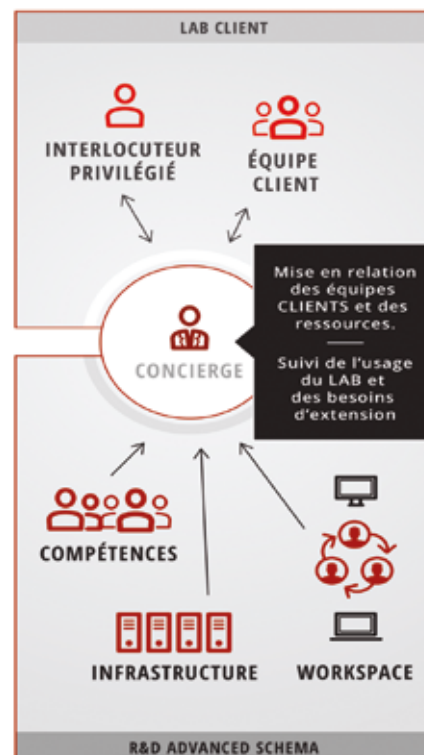 LAB CLIENT
INTERLOCUTEUR
PRIVILÉGIÉ
ÉQUIPE
CLIENT
Mise en relation
des équipes
CLIENTS et des
ressources.
Suivi de l'usage
du LAB et
des besoins
d'extension
CONCIERGE
COMPÉTENCES
INFRASTRUCTURE
WORKSPACE
R&D ADVANCED SCHEMA